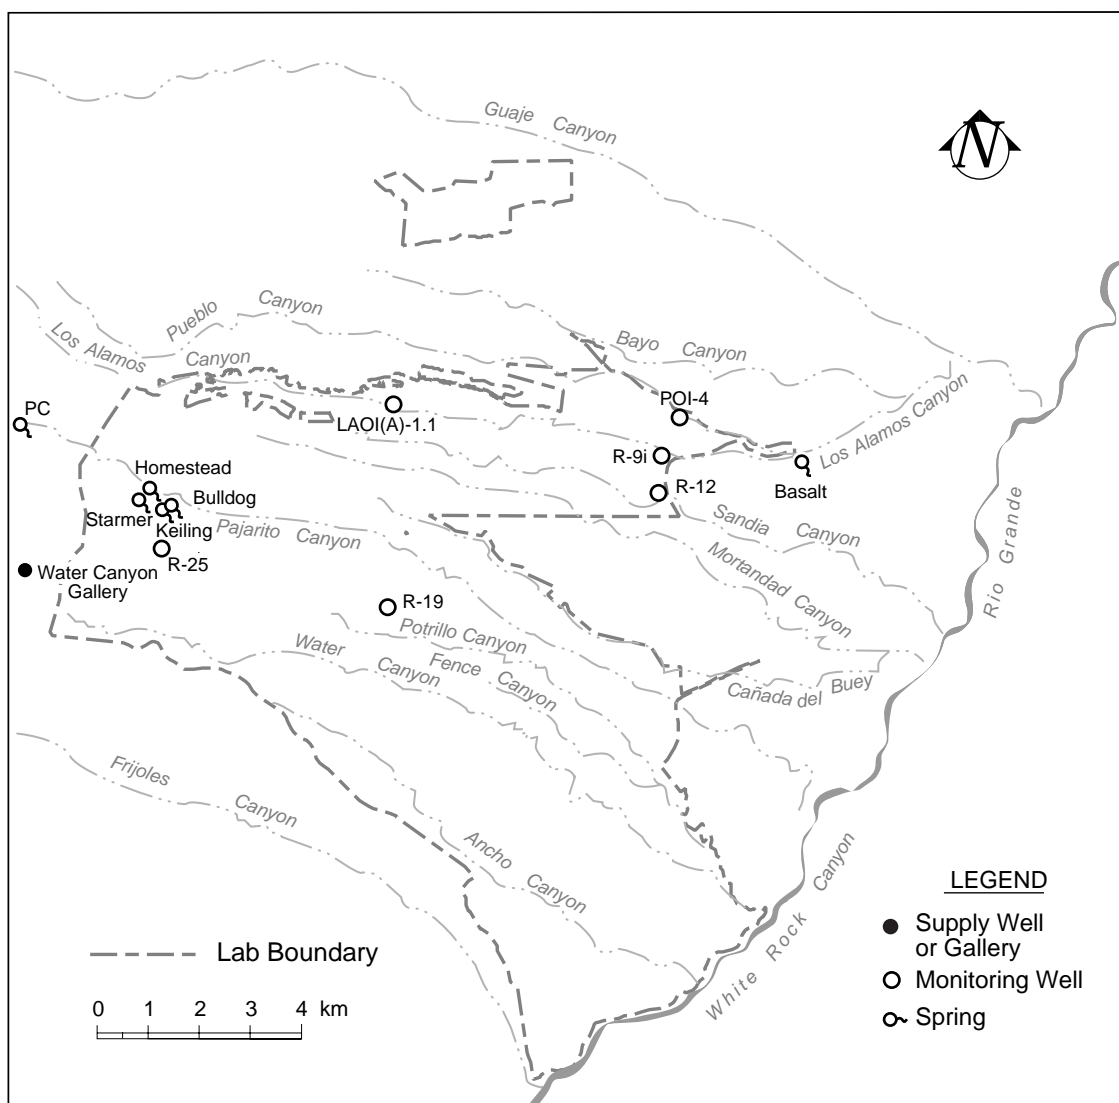 Guaje Canyon
N
Pueblo Canyon
Los Alamos Canyon
Bayo Canyon
PC
LAOI(A)-1.1
POI-4
Los Alamos Canyon
R-9i
Homestead
Bulldog
R-12
Basalt
Starmer
Keiling
Pajarito Canyon
Sandia Canyon
R-25
Water Canyon
Gallery
Mortandad Canyon
Rio Grande
R-19
Potrillo Canyon
Water Canyon
Fence Canyon
Cañada del Buey
Frijoles Canyon
Ancho Canyon
White Rock Canyon
LEGEND
Supply Well
or Gallery
Monitoring Well
Spring
Lab Boundary
0 1 2 3 4 km